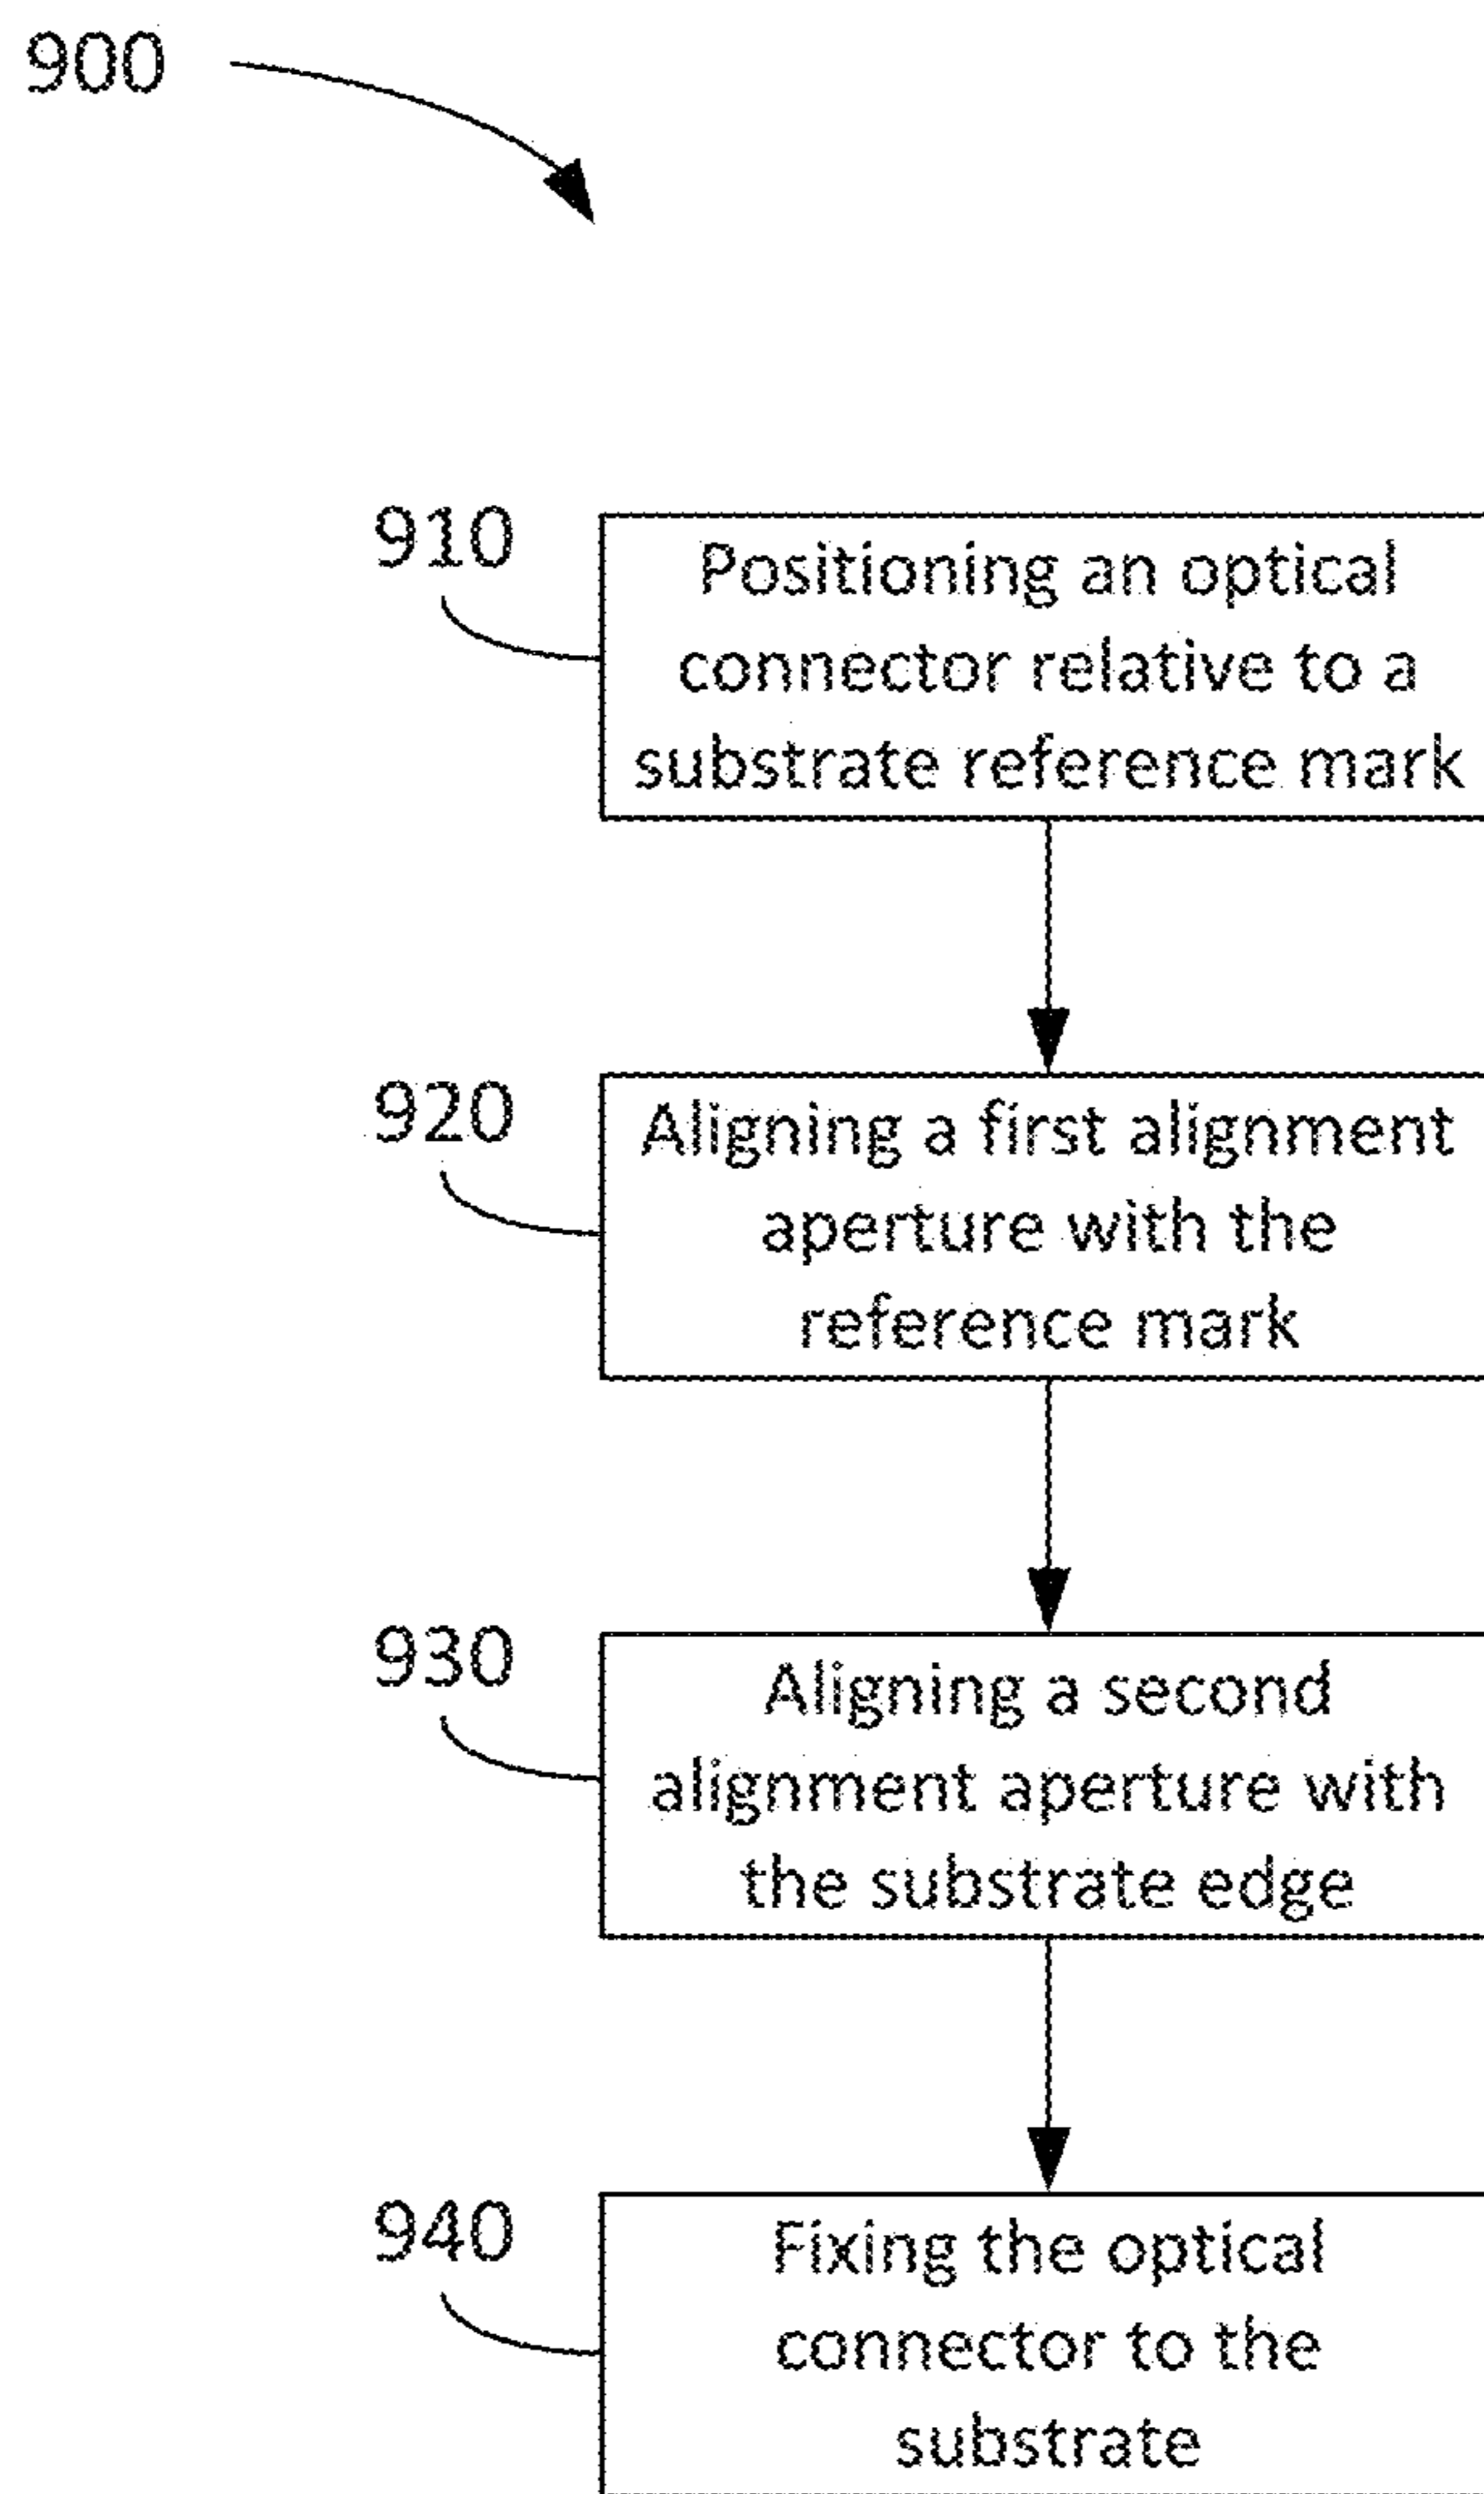 900
910
Positioning an optical
connector relative to a
substrate reference mark
920
Aligning a first alignment
aperture with the
reference mark
930
Aligning a second
alignment aperture with
the substrate edge
940
Fixing the optical
connector to the
substrate